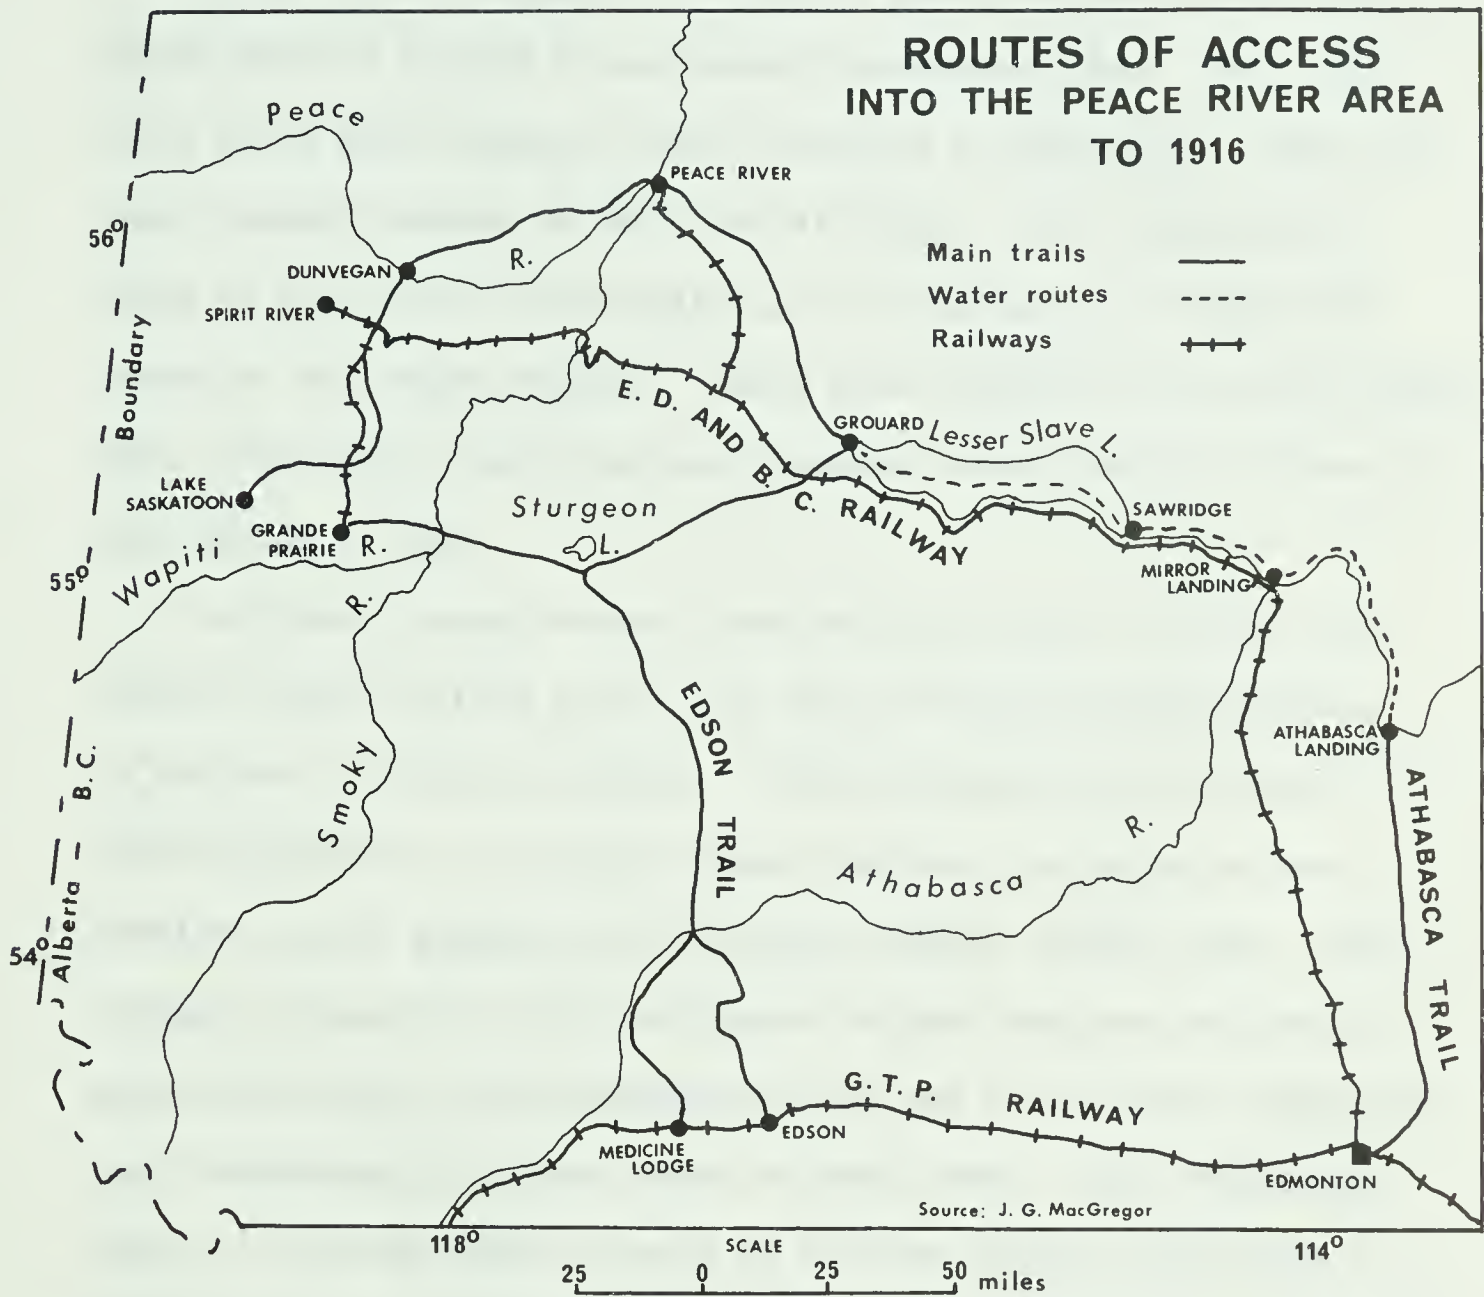 ROUTES OF ACCESS
INTO THE PEACE RIVER AREA
TO 1916
Peace
PEACE RIVER
56°
R.
DUNVEGAN
SPIRIT RIVER
Main trails
Water routes
Railways
Boundary
E. D. AND B. C. RAILWAY
GROUARD
Lesser Slave L.
LAKE
SASKATOON
Sturgeon
L.
SAWRIDGE
GRANDE
PRAIRIE
R.
Wapiti
55°
MIRROR
LANDING
R.
EDSON TRAIL
ATHABASCA
LANDING
Smoky
B.C.
ATHABASCA TRAIL
R.
Athabasca
54°
Alberta
G. T. P. RAILWAY
MEDICINE
LODGE
EDSON
EDMONTON
Source: J. G. MacGregor
118°
SCALE
114°
25 0 25 50 miles